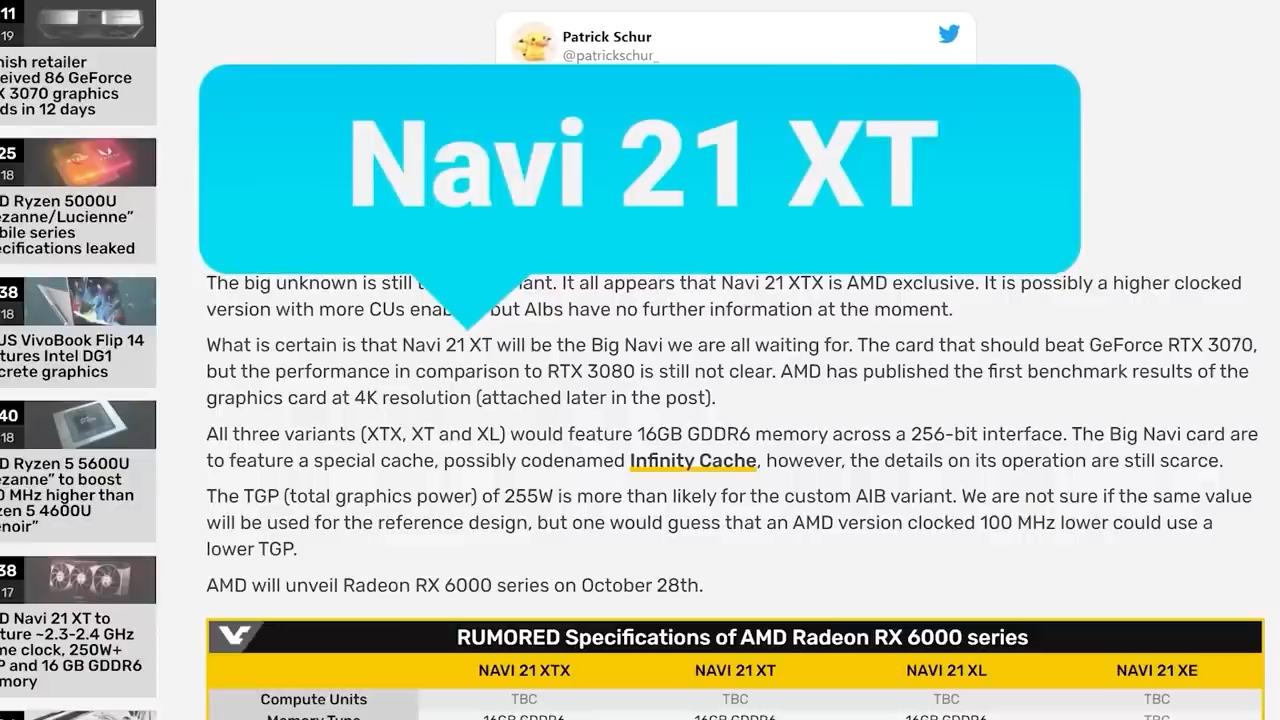 11
19
nish retailer
eived 86 GeForce
X 3070 graphics
ds in 12 days
25
18
D Ryzen 5000U
ezanne/Lucienne”
bile series
ecifications leaked
38
18
US VivoBook Flip 14
tures Intel DG1
crete graphics
40
18
D Ryzen 5 5600U
ezanne” to boost
0 MHz higher than
zen 5 4600U
enoir”
38
17
D Navi 21 XT to
ture ~2.3-2.4 GHz
me clock, 250W+
P and 16 GB GDDR6
mory
Patrick Schur
@patrickschur_
Navi 21 XT
The big unknown is still iant. It all appears that Navi 21 XTX is AMD exclusive. It is possibly a higher clocked
version with more CUs enab but AIbs have no further information at the moment.
What is certain is that Navi 21 XT will be the Big Navi we are all waiting for. The card that should beat GeForce RTX 3070,
but the performance in comparison to RTX 3080 is still not clear. AMD has published the first benchmark results of the
graphics card at 4K resolution (attached later in the post).
All three variants (XTX, XT and XL) would feature 16GB GDDR6 memory across a 256-bit interface. The Big Navi card are
to feature a special cache, possibly codenamed Infinity Cache, however, the details on its operation are still scarce.
The TGP (total graphics power) of 255W is more than likely for the custom AIB variant. We are not sure if the same value
will be used for the reference design, but one would guess that an AMD version clocked 100 MHz lower could use a
lower TGP.
AMD will unveil Radeon RX 6000 series on October 28th.
RUMORED Specifications of AMD Radeon RX 6000 series
NAVI 21 XTX NAVI 21 XT NAVI 21 XL NAVI 21 XE
Compute Units TBC TBC TBC TBC
Memory Type 16GB GDDR6 16GB GDDR6 16GB GDDR6 TBC